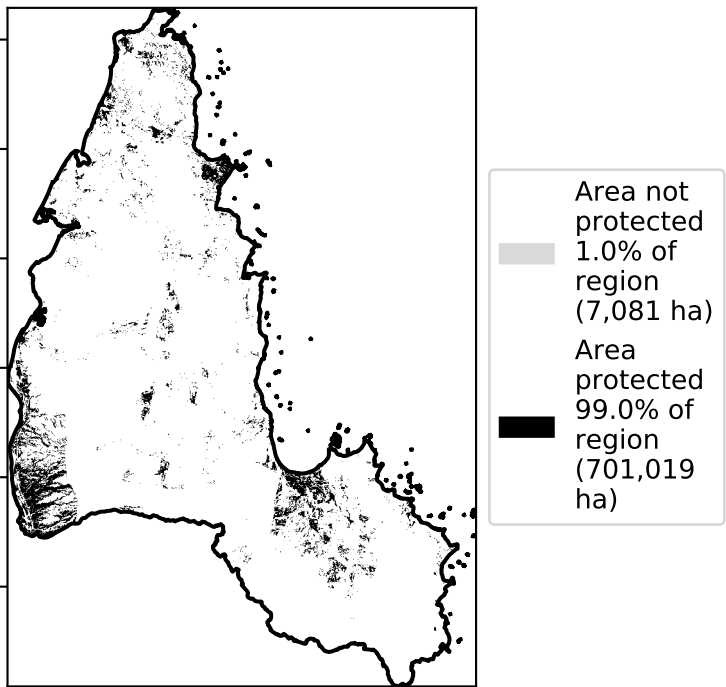 Area not
protected
1.0% of
region
(7,081 ha)
Area
protected
99.0% of
region
(701,019
ha)